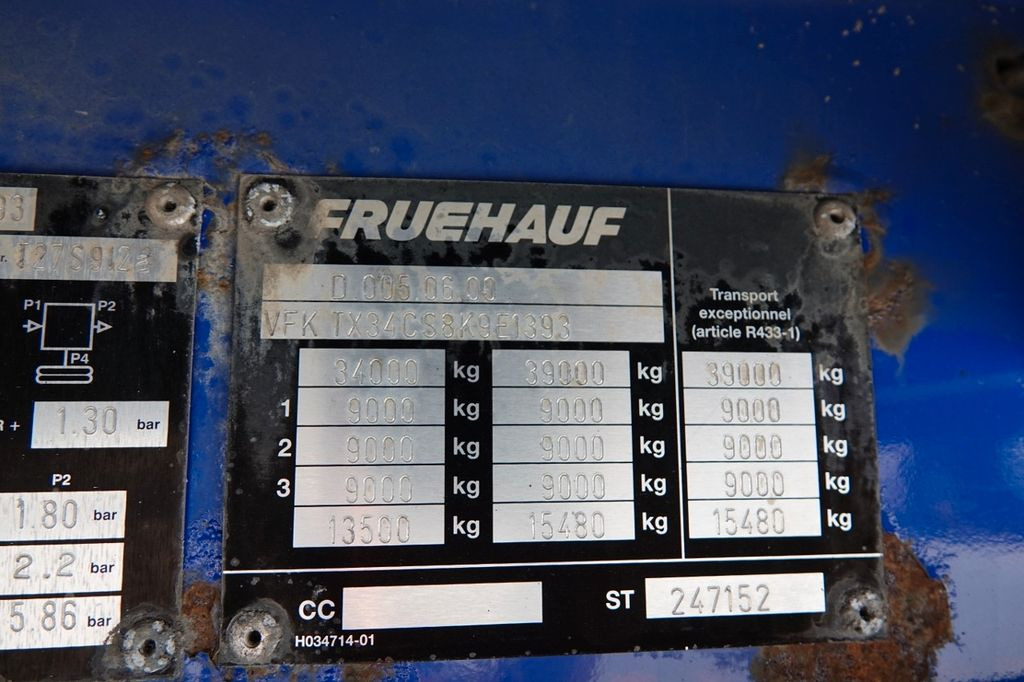 93
r. T27S912
P1 P2
P4
R + 1.30 bar
P2
1.80 bar
2.2 bar
5.86 bar
FRUEHAUF
D 005 06 00
VFK TX34CS8K9E1393
Transport
exceptionnel
(article R433-1)
34000 kg 39000 kg 39000 kg
1 9000 kg 9000 kg 9000 kg
2 9000 kg 9000 kg 9000 kg
3 9000 kg 9000 kg 9000 kg
13500 kg 15480 kg 15480 kg
CC ST 247152
H034714-01